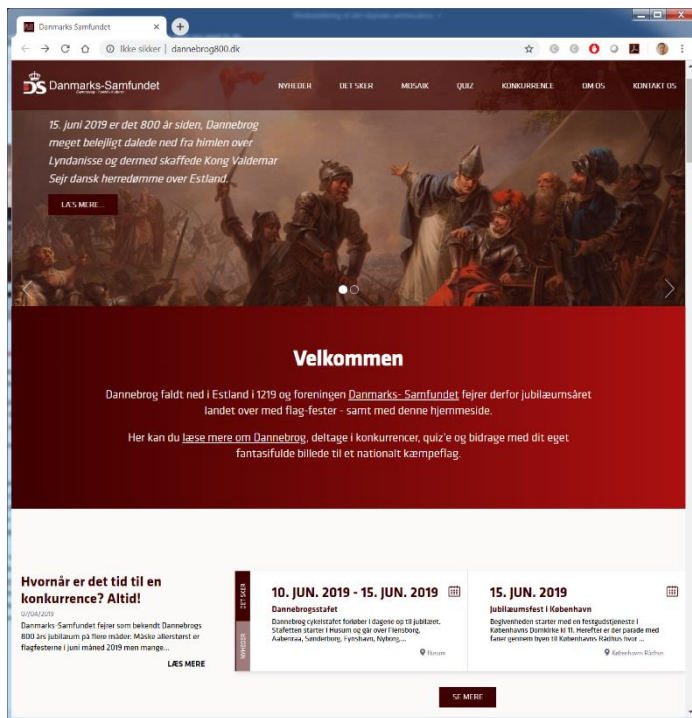 Danmarks Samfundet
Ikke sikker | dannebrog800.dk
Danmarks-Samfundet
NYHEDER DET SKER MOSAIK QUIZ KONKURRENCE OM OS KONTAKT OS
15. juni 2019 er det 800 år siden, Dannebrog
meget belejligt dalede ned fra himlen over
Lyndanisse og dermed skaffede Kong Valdemar
Sejr dansk herredømme over Estland.
LÆS MERE...
Velkommen
Dannebrog faldt ned i Estland i 1219 og foreningen Danmarks- Samfundet fejrer derfor jubilæumsåret
landet over med flag-fester - samt med denne hjemmeside.
Her kan du læse mere om Dannebrog, deltage i konkurrencer, quiz'e og bidrage med dit eget
fantasifulde billede til et nationalt kæmpeflag.
Hvornår er det tid til en
konkurrence? Altid!
07/04/2019
Danmarks-Samfundet fejrer som bekendt Dannebrogs
800 års jubilæum på flere måder: Måske allerstørst er
flagfesterne i juni måned 2019 men mange...
LÆS MERE
DET SKER
NYHEDER
10. JUN. 2019 - 15. JUN. 2019
Dannebrogsstafet
Dannebrog cykelstafet forløber i dagene op til jubilæet.
Stafetten starter i Husum og går over Flensborg,
Aabenraa, Sønderborg, Fynshavn, Nyborg,...
Husum
15. JUN. 2019
Jubilæumsfest i København
Begivenheden starter med en festgudstjeneste i
Københavns Domkirke kl 11. Herefter er der parade med
faner gennem byen til Københavns Rådhus hvor ...
Københavns Rådhus
SE MERE